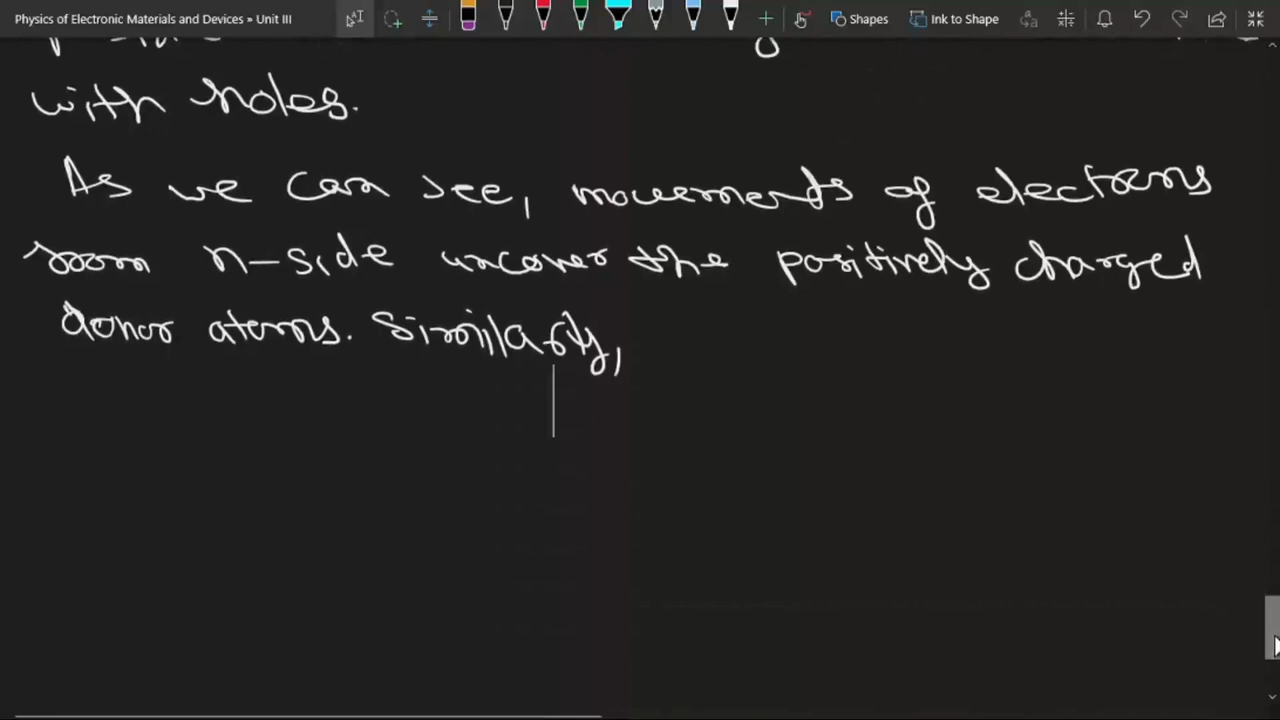 Physics of Electronic Materials and Devices » Unit III
Shapes
Ink to Shape
with holes.
As we can see, movements of electrons
from n-side uncover the positively charged
donor atoms. Similarly,